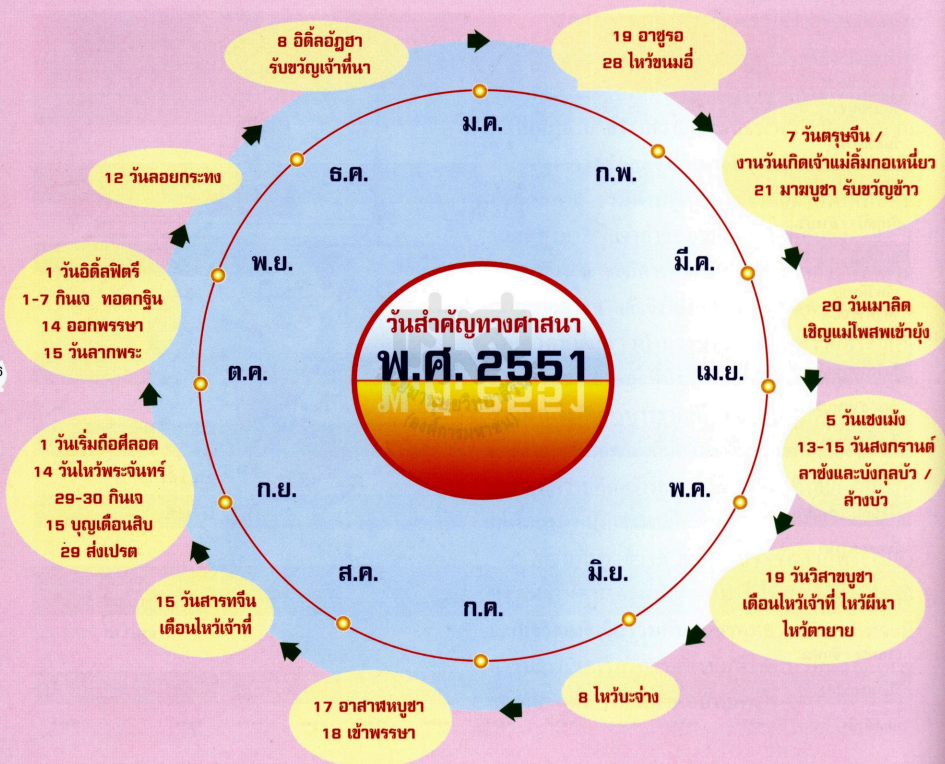 8 อิดิ้ลอัฎฮา
รับขวัญเจ้าที่นา
19 อาชูรอ
28 ไหว้ขนมอี่
7 วันตรุษจีน /
งานวันเกิดเจ้าแม่ลิ้มกอเหนี่ยว
21 มาฆบูชา รับขวัญข้าว
20 วันเมาลิด
เชิญแม่โพสพเข้ายุ้ง
5 วันเชงเม้ง
13-15 วันสงกรานต์
ลาซังและบังกุลบัว /
ล้างบัว
19 วันวิสาขบูชา
เดือนไหว้เจ้าที่ ไหว้ผีนา
ไหว้ตายาย
8 ไหว้บะจ่าง
17 อาสาฬหบูชา
18 เข้าพรรษา
15 วันสารทจีน
เดือนไหว้เจ้าที่
1 วันเริ่มถือศีลอด
14 วันไหว้พระจันทร์
29-30 กินเจ
15 บุญเดือนสิบ
29 ส่งเปรต
1 วันอิดิ้ลฟิตรี
1-7 กินเจ ทอดกฐิน
14 ออกพรรษา
15 วันลากพระ
12 วันลอยกระทง
ม.ค.
ก.พ.
มี.ค.
เม.ย.
พ.ค.
มิ.ย.
ก.ค.
ส.ค.
ก.ย.
ต.ค.
พ.ย.
ธ.ค.
วันสำคัญทางศาสนา
พ.ศ. 2551
6